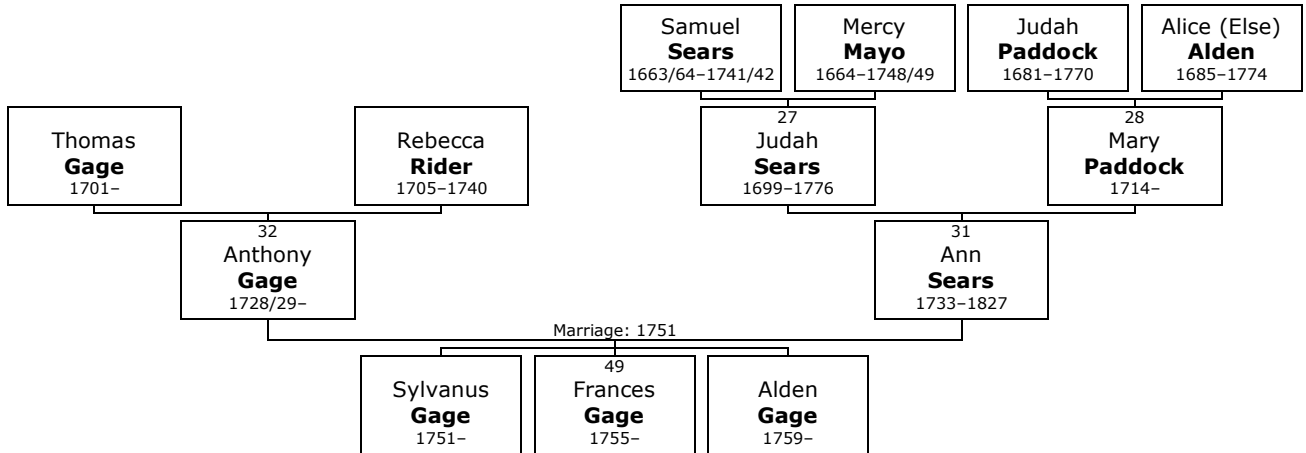 Samuel
Sears
1663/64–1741/42
Mercy
Mayo
1664–1748/49
Judah
Paddock
1681–1770
Alice (Else)
Alden
1685–1774
Thomas
Gage
1701–
Rebecca
Rider
1705–1740
27
Judah
Sears
1699–1776
28
Mary
Paddock
1714–
32
Anthony
Gage
1728/29–
31
Ann
Sears
1733–1827
Marriage: 1751
Sylvanus
Gage
1751–
49
Frances
Gage
1755–
Alden
Gage
1759–